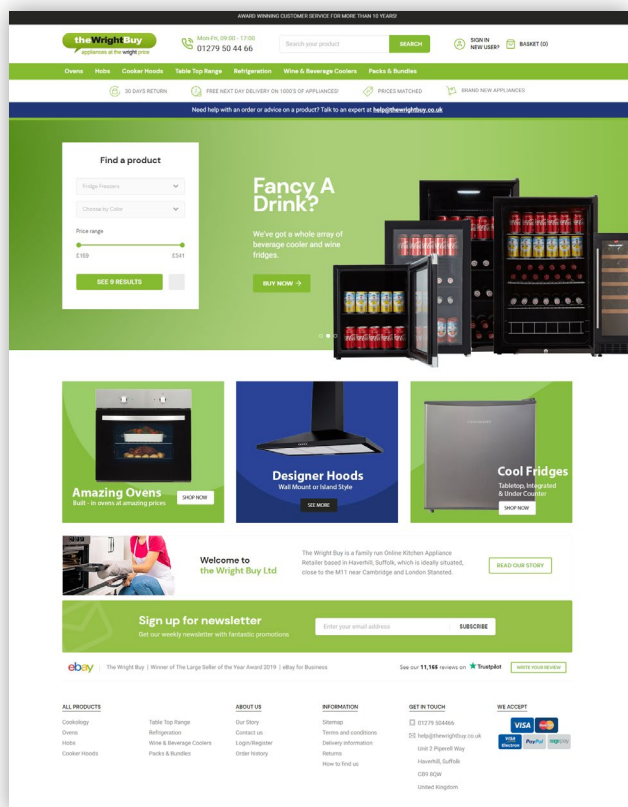 AWARD WINNING CUSTOMER SERVICE FOR MORE THAN 10 YEARS!
theWrightBuy
appliances at the wright price
Mon-Fri, 09:00 - 17:00
01279 50 44 66
Search your product
SEARCH
SIGN IN
NEW USER?
BASKET (0)
Ovens Hobs Cooker Hoods Table Top Range Refrigeration Wine & Beverage Coolers Packs & Bundles
30 DAYS RETURN
FREE NEXT DAY DELIVERY ON 1000'S OF APPLIANCES!
PRICES MATCHED
BRAND NEW APPLIANCES
Need help with an order or advice on a product? Talk to an expert at help@thewrightbuy.co.uk
Find a product
Fridge Freezers
Choose by Color
Price range
£169 £341
SEE 9 RESULTS
Fancy A
Drink?
We've got a whole array of
beverage cooler and wine
fridges.
BUY NOW →
Amazing Ovens
Built - In ovens at amazing prices
SHOP NOW
Designer Hoods
Wall Mount or Island Style
SEE MORE
Cool Fridges
Tabletop, Integrated
& Under Counter
SHOP NOW
Welcome to
the Wright Buy Ltd
The Wright Buy is a family run Online Kitchen Appliance
Retailer based in Haverhill, Suffolk, which is ideally situated,
close to the M11 near Cambridge and London Stansted.
READ OUR STORY
Sign up for newsletter
Get our weekly newsletter with fantastic promotions
Enter your email address
SUBSCRIBE
ebay
The Wright Buy | Winner of The Large Seller of the Year Award 2019 | eBay for Business
See our 11,165 reviews on Trustpilot
WRITE YOUR REVIEW
ALL PRODUCTS
Cookology
Ovens
Hobs
Cooker Hoods
Table Top Range
Refrigeration
Wine & Beverage Coolers
Packs & Bundles
ABOUT US
Our Story
Contact us
Login/Register
Order history
INFORMATION
Sitemap
Terms and conditions
Delivery information
Returns
How to find us
GET IN TOUCH
01279 504466
help@thewrightbuy.co.uk
Unit 2 Piperell Way
Haverhill, Suffolk
CB9 8QW
United Kingdom
WE ACCEPT
VISA
VISA
Electron
PayPal
sagepay